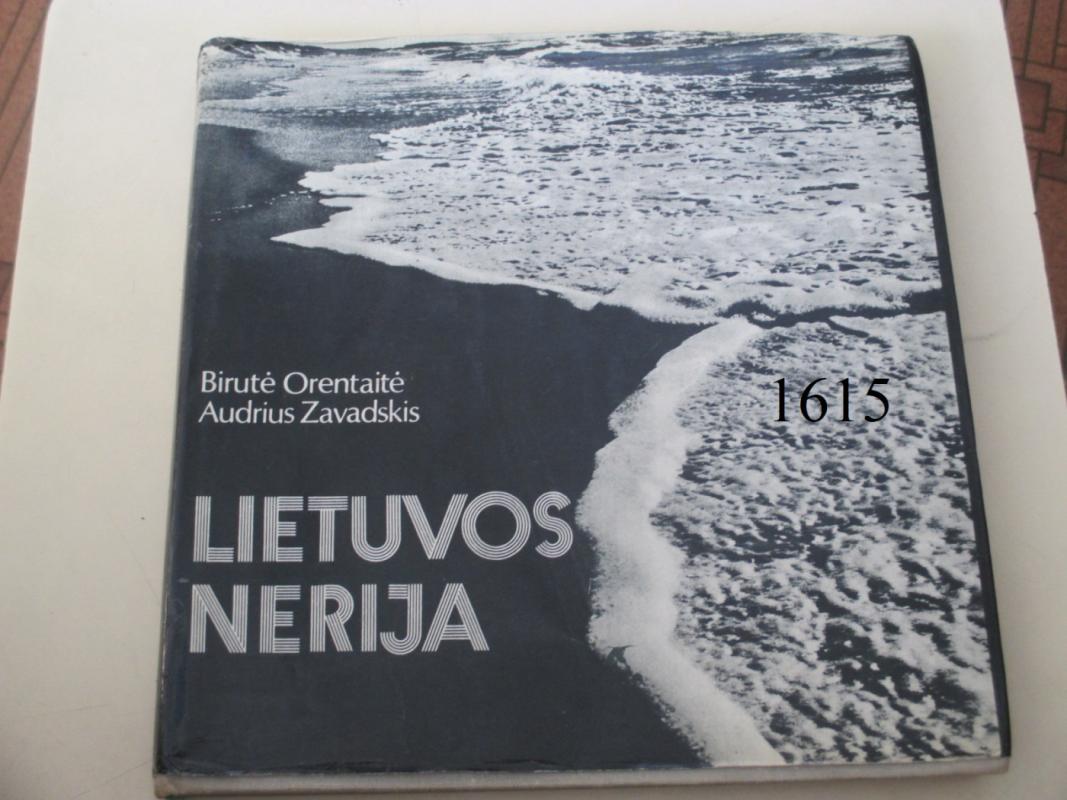 Birutė Orentaitė
Audrius Zavadskis
1615
LIETUVOS
NERIJA